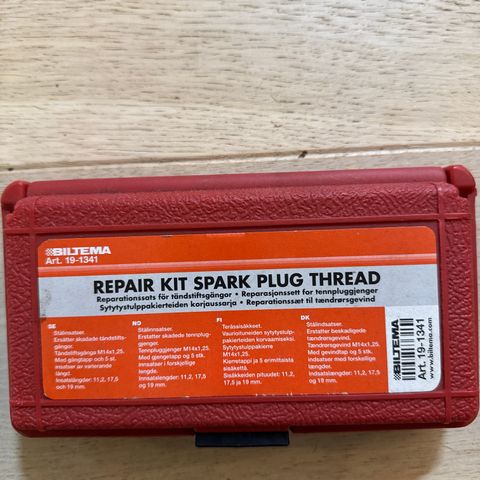 BILTEMA
Art. 19-1341
REPAIR KIT SPARK PLUG THREAD
Reparationssats för tändstiftsgängor • Reparasjonssett for tennpluggjenger
Sytytystulppakierteiden korjaussarja • Reparationssæt til tændrørsgevind
SE
Stålinsatser.
Ersätter skadade tändstifts-
gängor.
Tändstiftsgänga M14x1,25.
Med gängtapp och 5 st.
insatser av varierande
längd.
Insatslängder: 11,2, 17,5
och 19 mm.
NO
Stålinnsatser.
Erstatter skadede tennplug-
gjenger.
Tennpluggjenger M14x1,25.
Med gjengetapp og 5 stk.
innsatser i forskjellige
lengde.
Innsatslengder: 11,2, 17,5
og 19 mm.
FI
Terässisäkkeet.
Vaurioituneiden sytytystulp-
pakierteiden korvaamiseksi.
Sytytystulppakierre
M14x1,25.
Kierretappi ja 5 erimittaista
sisäkettä.
Sisäkkeiden pituudet: 11,2,
17,5 ja 19 mm.
DK
Stålindsatser.
Erstatter beskadigede
tændrørsgevind.
Tændrørsgevind M14x1,25.
Med gevindtap og 5 stk.
indsatser i forskellige
længder.
Indsatslængder: 11,2, 17,5
og 19 mm.
BILTEMA
Art. 19-1341
www.biltema.com